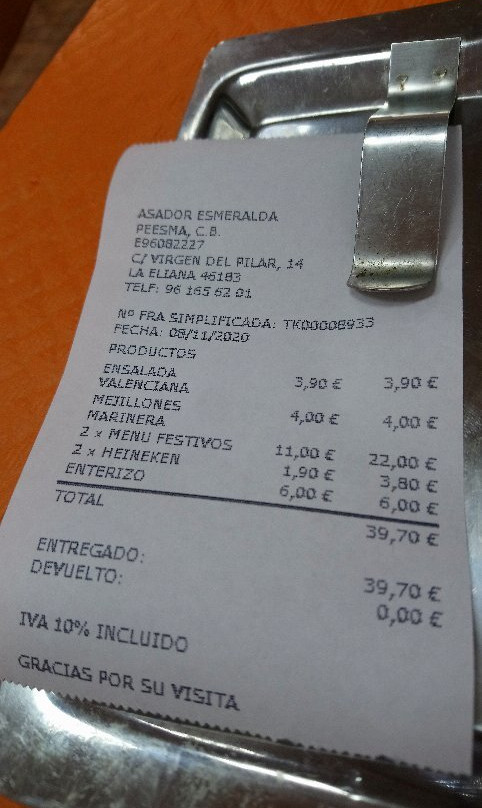 ASADOR ESMERALDA
PEESMA, C.B.
E96082227
C/ VIRGEN DEL PILAR, 14
LA ELIANA 46183
TELF: 96 165 62 01
Nº FRA SIMPLIFICADA: TK00008933
FECHA: 08/11/2020
PRODUCTOS
ENSALADA
VALENCIANA 3,90 € 3,90 €
MEJILLONES
MARINERA 4,00 € 4,00 €
2 x MENU FESTIVOS 11,00 € 22,00 €
2 x HEINEKEN 1,90 € 3,80 €
ENTERIZO 6,00 € 6,00 €
TOTAL 39,70 €
ENTREGADO: 39,70 €
DEVUELTO: 0,00 €
IVA 10% INCLUIDO
GRACIAS POR SU VISITA